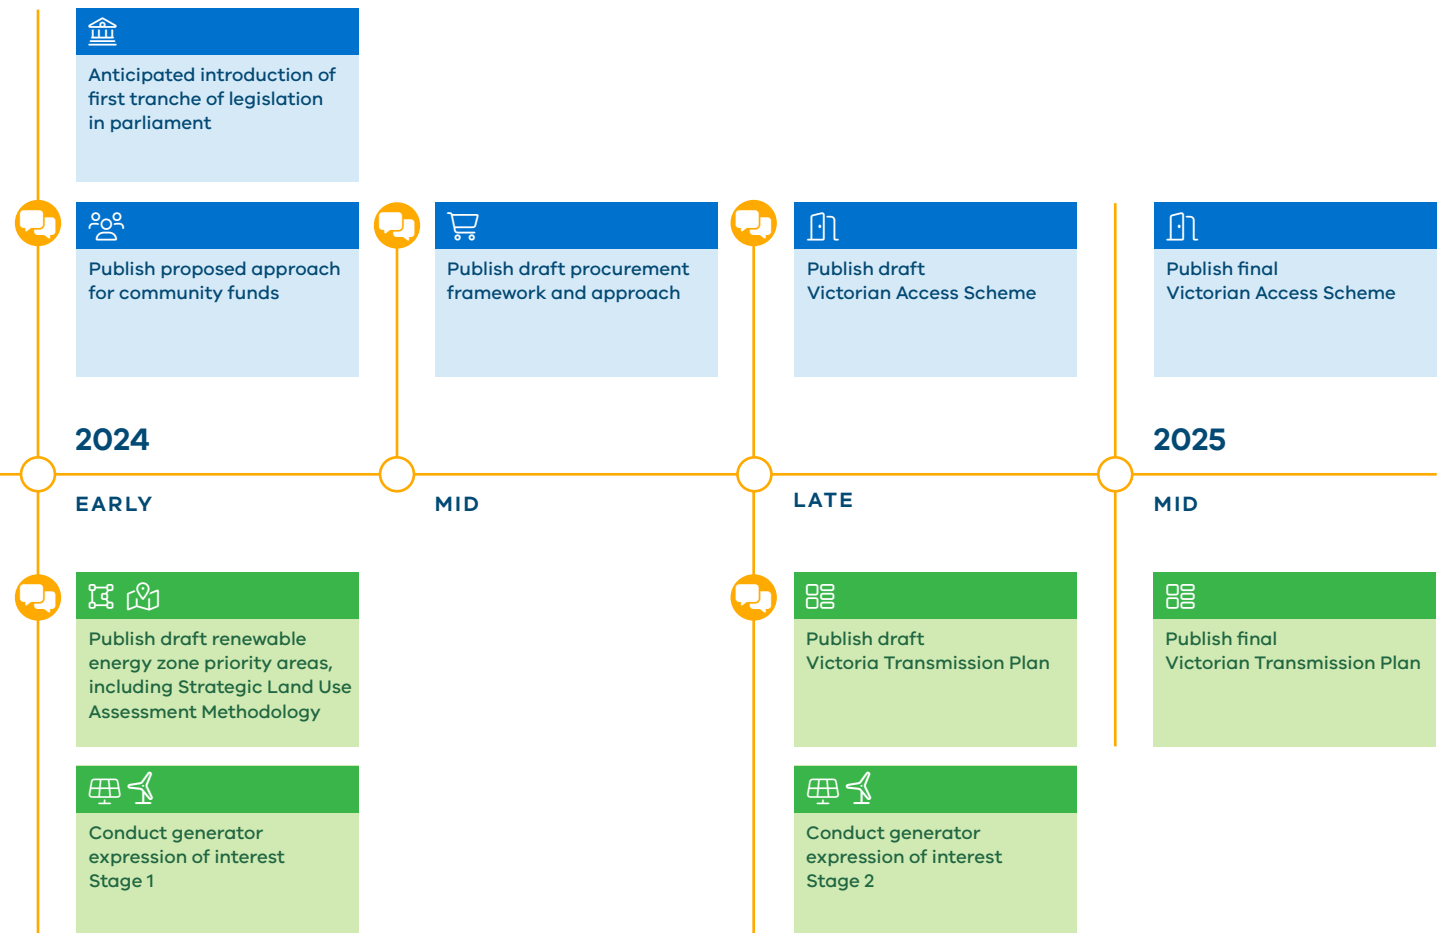 Anticipated introduction of
first tranche of legislation
in parliament
Publish proposed approach
for community funds
Publish draft procurement
framework and approach
Publish draft
Victorian Access Scheme
Publish final
Victorian Access Scheme
2024
2025
EARLY
MID
LATE
MID
Publish draft renewable
energy zone priority areas,
including Strategic Land Use
Assessment Methodology
Publish draft
Victoria Transmission Plan
Publish final
Victorian Transmission Plan
Conduct generator
expression of interest
Stage 1
Conduct generator
expression of interest
Stage 2